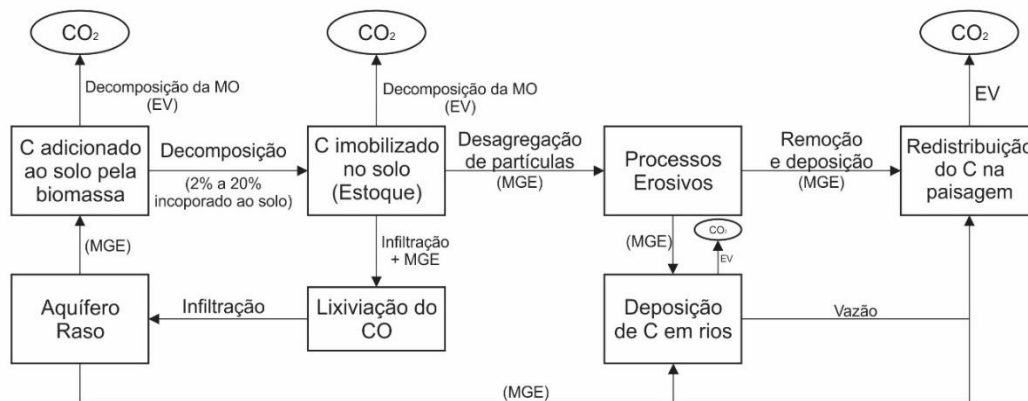 CO₂
CO₂
CO₂
Decomposição da MO
(EV)
Decomposição da MO
(EV)
EV
C adicionado
ao solo pela
biomassa
Decomposição
(2% a 20%
incoporado ao solo)
C imobilizado
no solo
(Estoque)
Desagregação
de partículas
(MGE)
Processos
Erosivos
Remoção
e deposição
(MGE)
Redistribuição
do C na
paisagem
(MGE)
Infiltração
+ MGE
(MGE)
CO₂
EV
Aquífero
Raso
Infiltração
Lixiviação do
CO
Deposição
de C em rios
Vazão
(MGE)